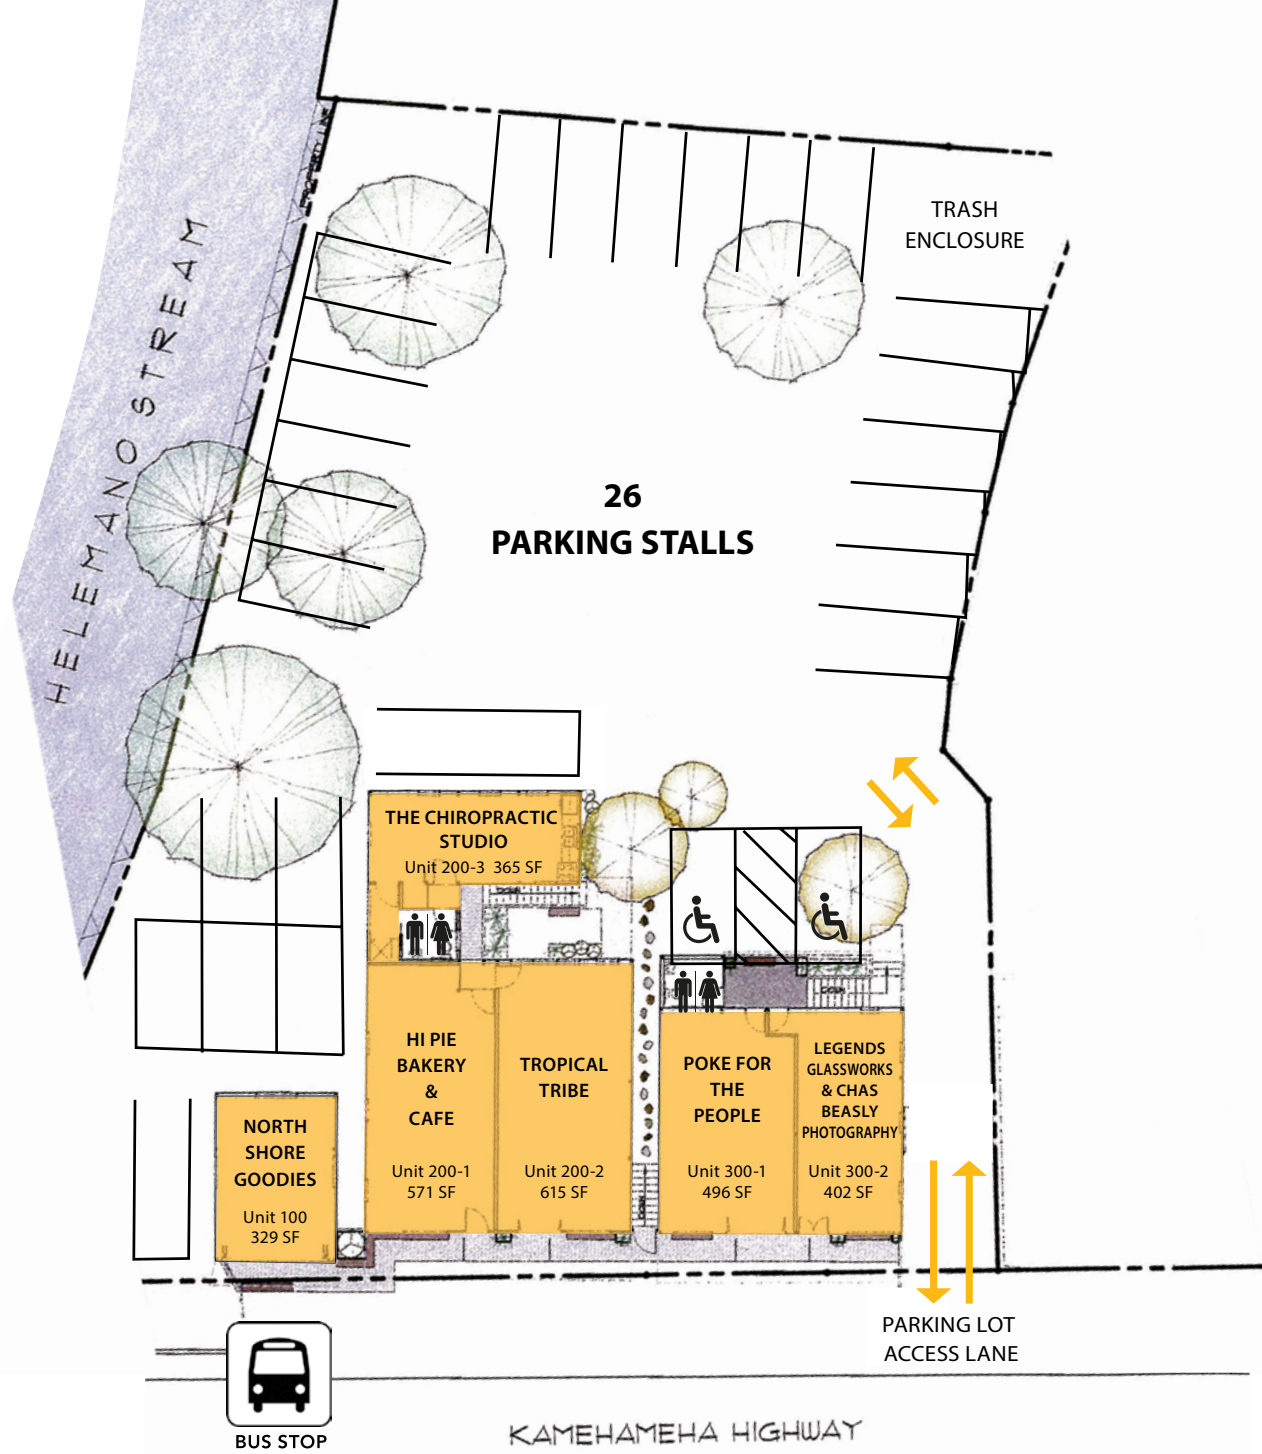 TRASH
ENCLOSURE
HELEMANO STREAM
26
PARKING STALLS
THE CHIROPRACTIC
STUDIO
Unit 200-3 365 SF
DOWN
HI PIE
BAKERY
&
CAFE
Unit 200-1
571 SF
TROPICAL
TRIBE
Unit 200-2
615 SF
POKE FOR
THE
PEOPLE
Unit 300-1
496 SF
LEGENDS
GLASSWORKS
& CHAS
BEASLY
PHOTOGRAPHY
Unit 300-2
402 SF
NORTH
SHORE
GOODIES
Unit 100
329 SF
PARKING LOT
ACCESS LANE
BUS STOP
KAMEHAMEHA HIGHWAY